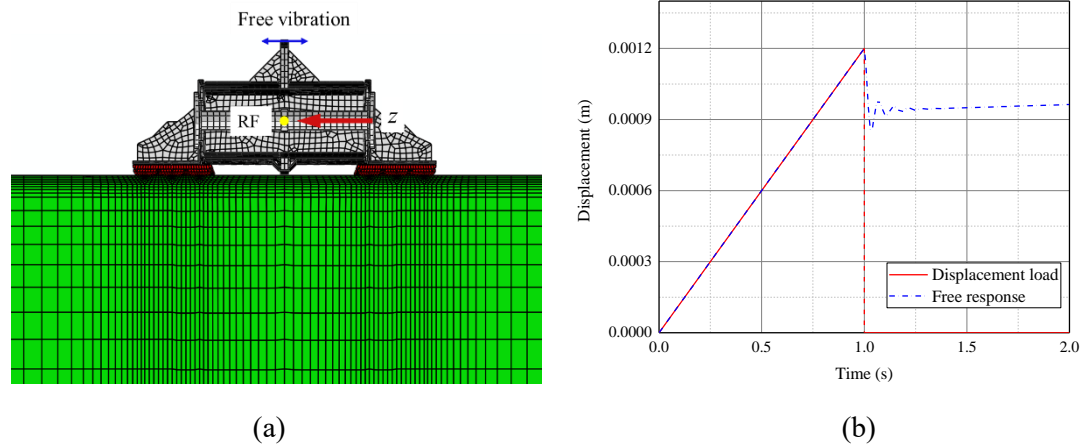 Free vibration
RF
z
(a)
Displacement (m)
0.0012
0.0009
0.0006
0.0003
0.0000
0.0
0.5
1.0
1.5
2.0
Time (s)
Displacement load
Free response
(b)